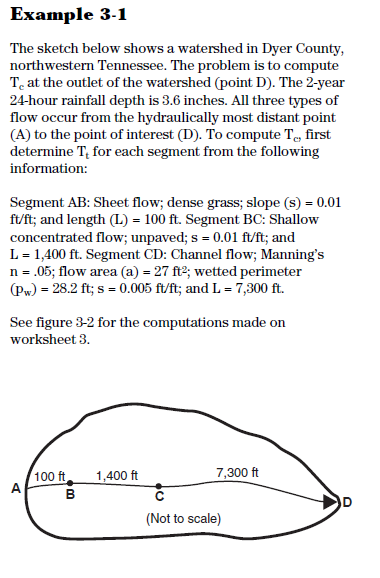 Example 3-1
The sketch below shows a watershed in Dyer County,
northwestern Tennessee. The problem is to compute
Tc at the outlet of the watershed (point D). The 2-year
24-hour rainfall depth is 3.6 inches. All three types of
flow occur from the hydraulically most distant point
(A) to the point of interest (D). To compute Tc, first
determine Tt for each segment from the following
information:
Segment AB: Sheet flow; dense grass; slope (s) = 0.01
ft/ft; and length (L) = 100 ft. Segment BC: Shallow
concentrated flow; unpaved; s = 0.01 ft/ft; and
L = 1,400 ft. Segment CD: Channel flow; Manning's
n = .05; flow area (a) = 27 ft²; wetted perimeter
(pw) = 28.2 ft; s = 0.005 ft/ft; and L = 7,300 ft.
See figure 3-2 for the computations made on
worksheet 3.
100 ft 1,400 ft 7,300 ft
A B C D
(Not to scale)